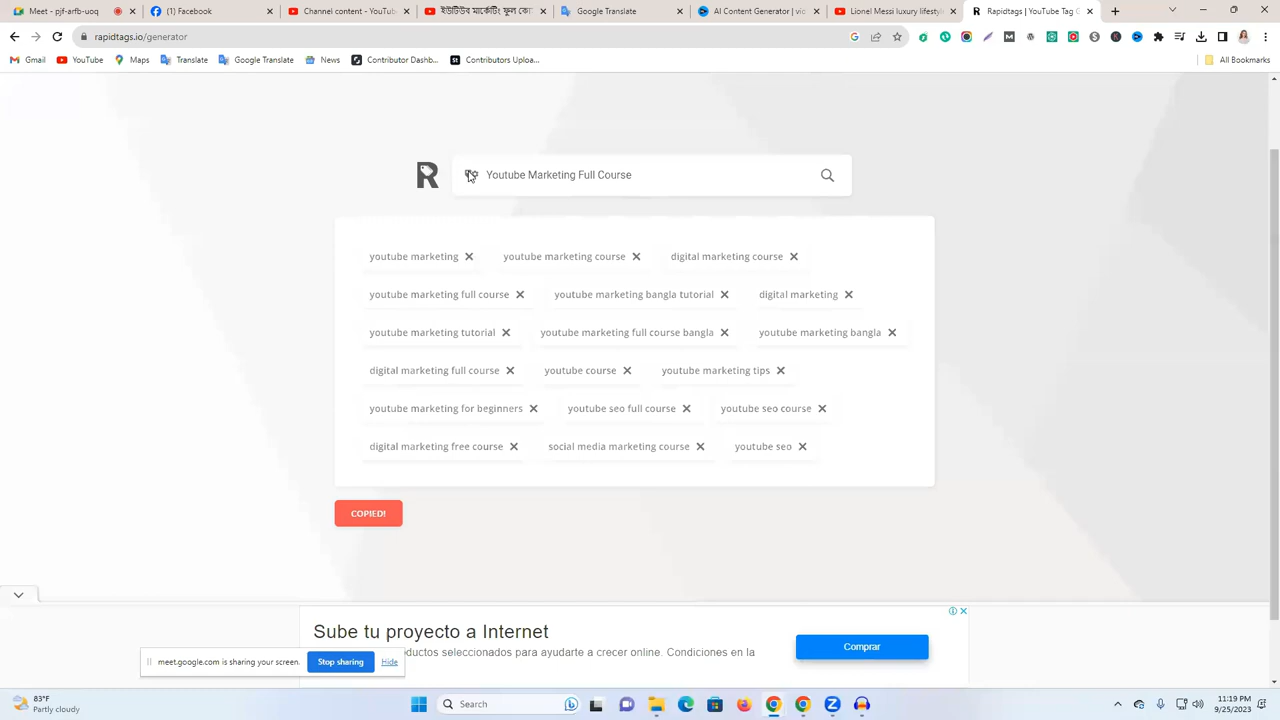 Meet - pjf-arfb-uoq
(3) Facebook
Channel content - YouTube
ইউটিউব মার্কেটিং ফুল কো
Google Translate
AI Content Generator | vid
Lionel Messi luxury lifestyle
Rapidtags | YouTube Tag G
rapidtags.io/generator
Gmail
YouTube
Maps
Translate
Google Translate
News
Contributor Dashb...
Contributors Uploa...
All Bookmarks
R
Youtube Marketing Full Course
youtube marketing
youtube marketing course
digital marketing course
youtube marketing full course
youtube marketing bangla tutorial
digital marketing
youtube marketing tutorial
youtube marketing full course bangla
youtube marketing bangla
digital marketing full course
youtube course
youtube marketing tips
youtube marketing for beginners
youtube seo full course
youtube seo course
digital marketing free course
social media marketing course
youtube seo
COPIED!
Sube tu proyecto a Internet
oductos seleccionados para ayudarte a crecer online. Condiciones en la
Comprar
meet.google.com is sharing your screen.
Stop sharing
Hide
83°F
Partly cloudy
Search
11:19 PM
9/25/2023